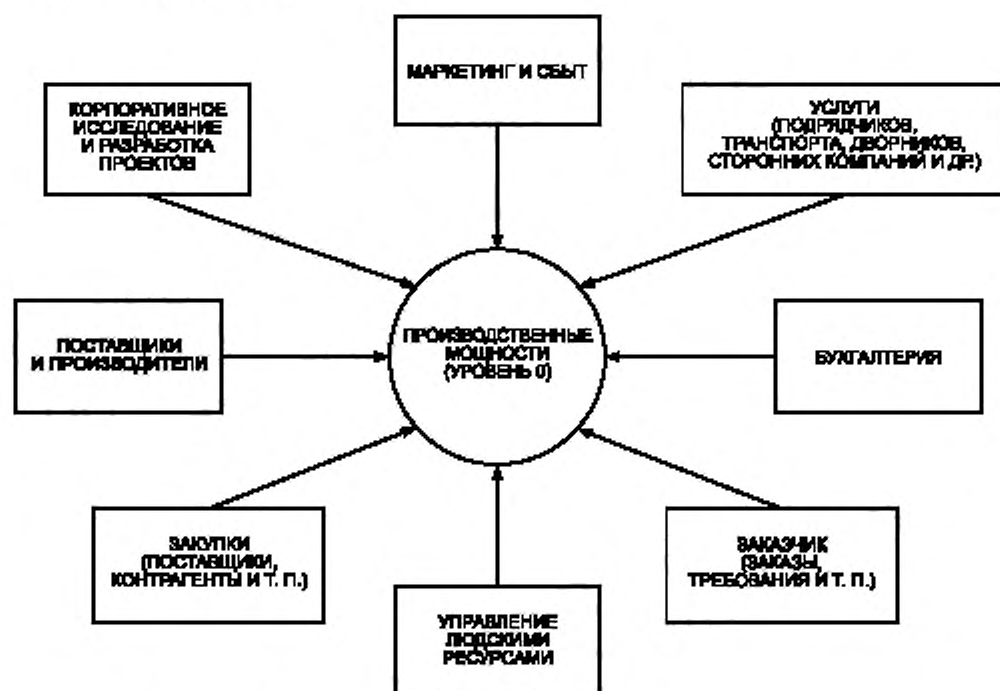 МАРКЕТИНГ И СБЫТ
КОРПОРАТИВНОЕ
ИССЛЕДОВАНИЕ
И РАЗРАБОТКА
ПРОЕКТОВ
УСЛУГИ
(ПОДРЯДЧИКОВ,
ТРАНСПОРТА, ДВОРНИКОВ,
СТОРОННИХ КОМПАНИЙ И ДР.)
ПОСТАВЩИКИ
И ПРОИЗВОДИТЕЛИ
ПРОИЗВОДСТВЕННЫЕ
МОЩНОСТИ
(УРОВЕНЬ 0)
БУХГАЛТЕРИЯ
ЗАКУПКИ
(ПОСТАВЩИКИ,
КОНТРАГЕНТЫ И Т. П.)
УПРАВЛЕНИЕ
ЛЮДСКИМИ
РЕСУРСАМИ
ЗАКАЗЧИК
(ЗАКАЗЫ,
ТРЕБОВАНИЯ И Т. П.)